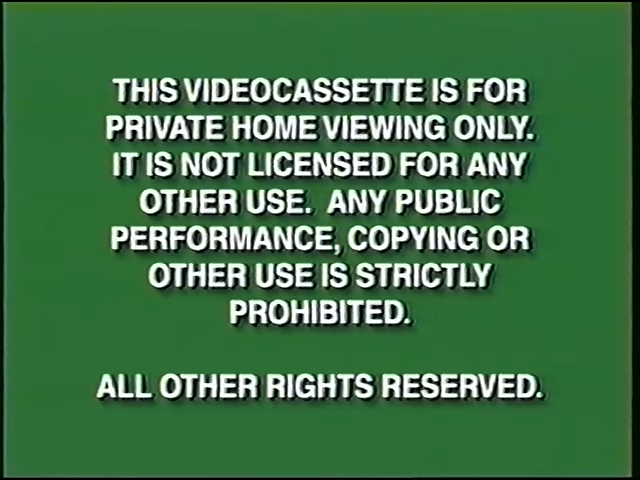 THIS VIDEOCASSETTE IS FOR
PRIVATE HOME VIEWING ONLY.
IT IS NOT LICENSED FOR ANY
OTHER USE. ANY PUBLIC
PERFORMANCE, COPYING OR
OTHER USE IS STRICTLY
PROHIBITED.
ALL OTHER RIGHTS RESERVED.